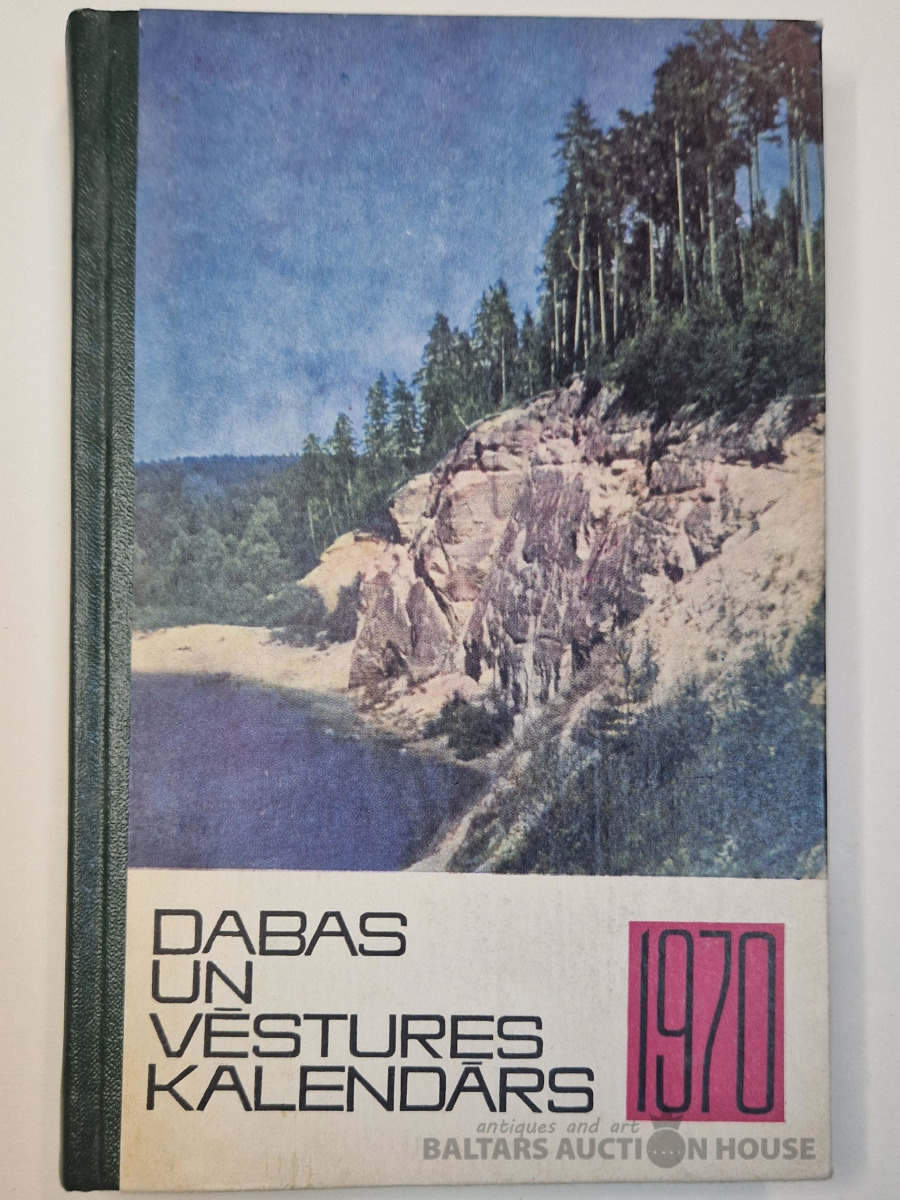 DABAS
UN
VĒSTURES
KALENDĀRS
1970
antiques and art
BALTARS AUCTION HOUSE